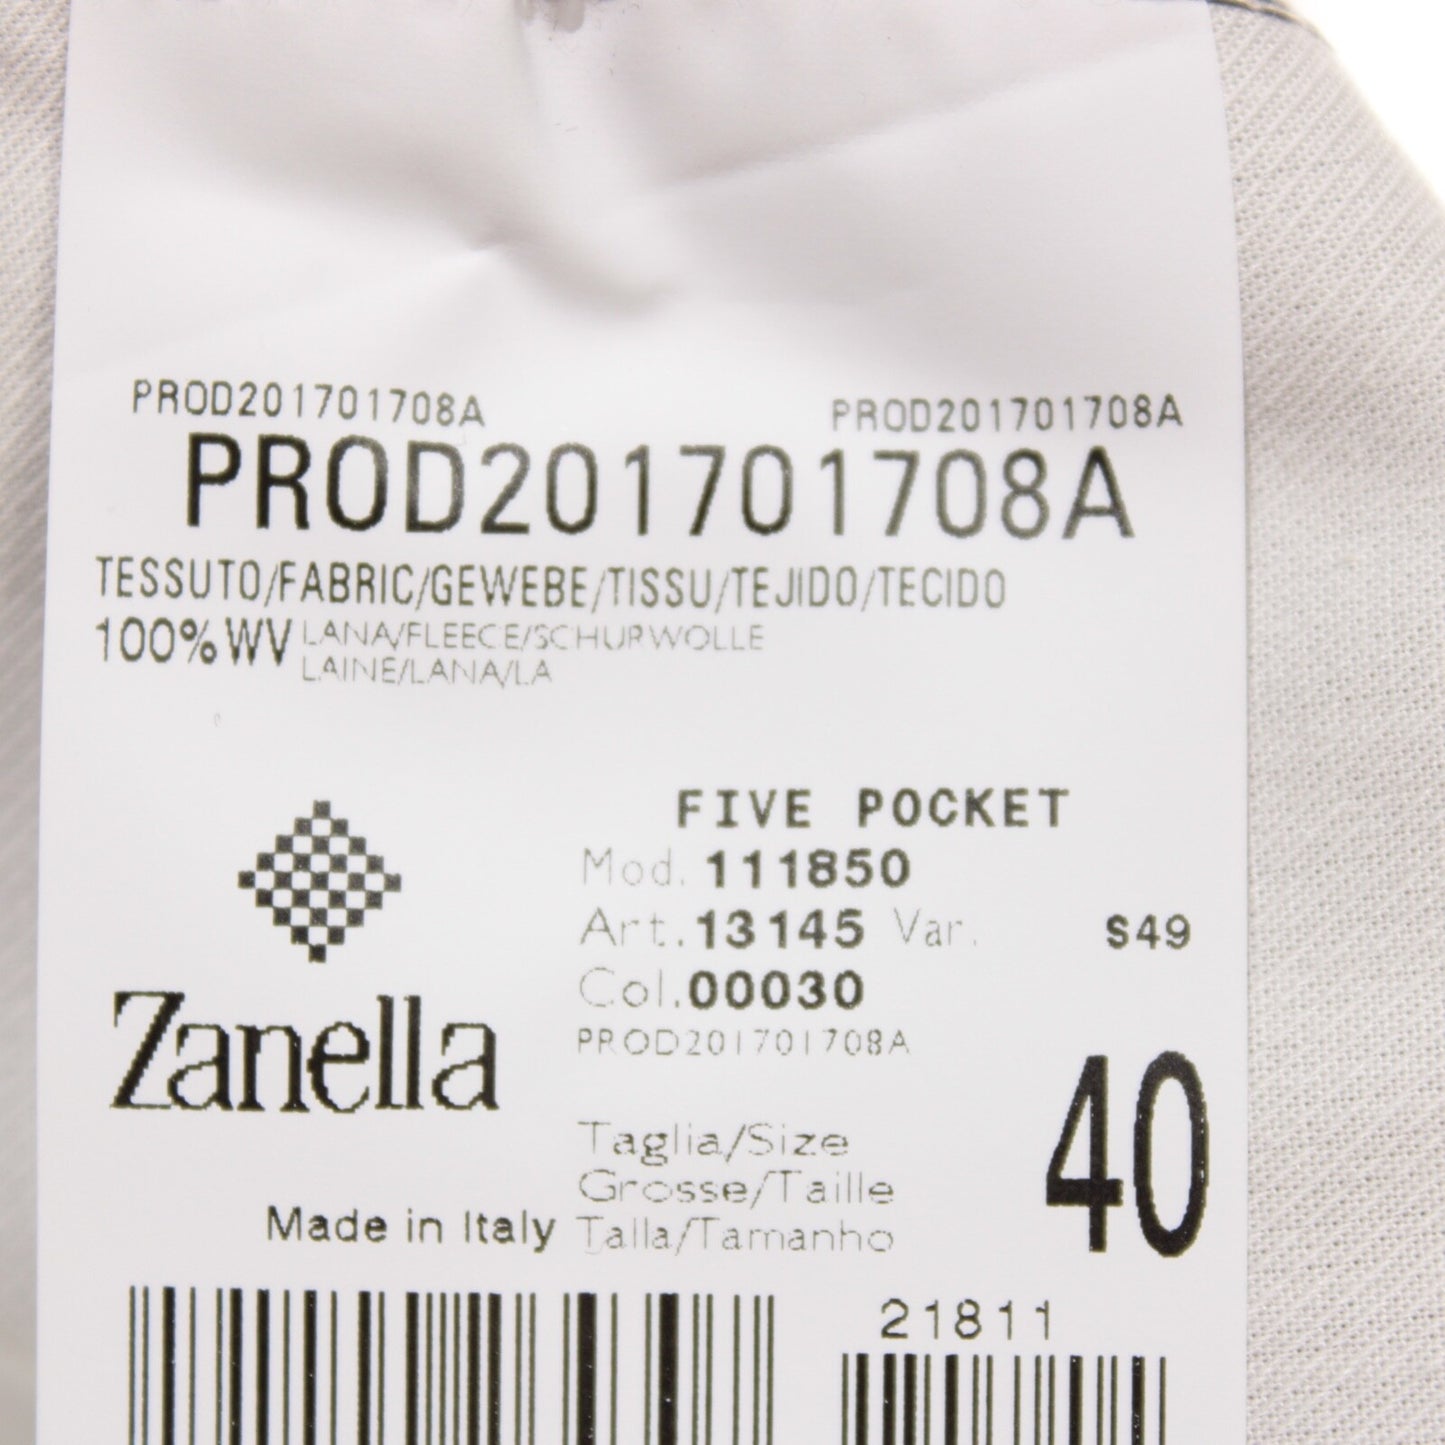 PROD201701708A PROD201701708A
PROD201701708A
TESSUTO/FABRIC/GEWEBE/TISSU/TEJIDO/TECIDO
100% WV LANA/FLEECE/SCHURWOLLE
LAINE/LANA/LA
FIVE POCKET
Mod. 111850
Art. 13145 Var. S49
Col. 00030
PROD201701708A
Zanella
Taglia/Size
Grosse/Taille
Talla/Tamanho
40
Made in Italy
21811